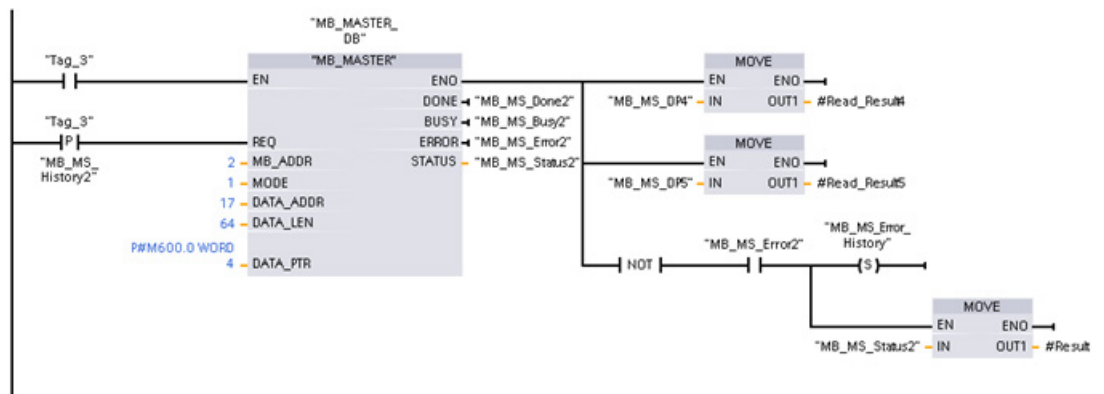 "MB_MASTER_
DB"
"Tag_3"
"MB_MASTER"
EN
ENO
DONE
"MB_MS_Done2"
BUSY
"MB_MS_Busy2"
"Tag_3"
P
"MB_MS_
History2"
REQ
ERROR
"MB_MS_Error2"
2
MB_ADDR
STATUS
"MB_MS_Status2"
1
MODE
17
DATA_ADDR
64
DATA_LEN
P#M600.0 WORD
4
DATA_PTR
MOVE
EN
ENO
"MB_MS_DP4"
IN
OUT1
#Read_Result4
MOVE
EN
ENO
"MB_MS_DP5"
IN
OUT1
#Read_Result5
NOT
"MB_MS_Error2"
"MB_MS_Error_
History"
S
MOVE
EN
ENO
"MB_MS_Status2"
IN
OUT1
#Result